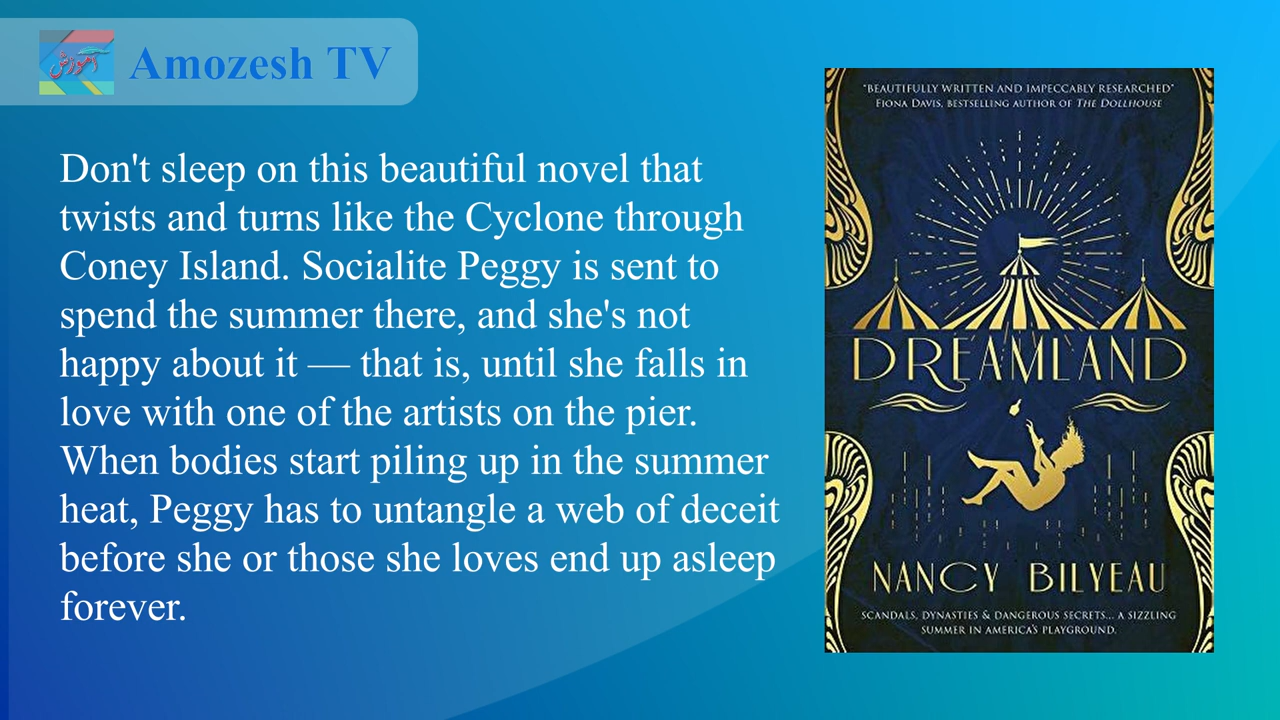 آموزش
Amozesh TV
Don't sleep on this beautiful novel that
twists and turns like the Cyclone through
Coney Island. Socialite Peggy is sent to
spend the summer there, and she's not
happy about it — that is, until she falls in
love with one of the artists on the pier.
When bodies start piling up in the summer
heat, Peggy has to untangle a web of deceit
before she or those she loves end up asleep
forever.
"BEAUTIFULLY WRITTEN AND IMPECCABLY RESEARCHED"
FIONA DAVIS, BESTSELLING AUTHOR OF THE DOLLHOUSE
DREAMLAND
NANCY BILYEAU
SCANDALS, DYNASTIES & DANGEROUS SECRETS... A SIZZLING
SUMMER IN AMERICA'S PLAYGROUND.